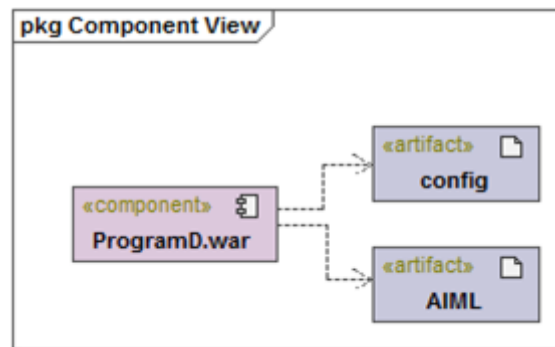 pkg Component View
«artifact»
config
«component»
ProgramD.war
«artifact»
AIML